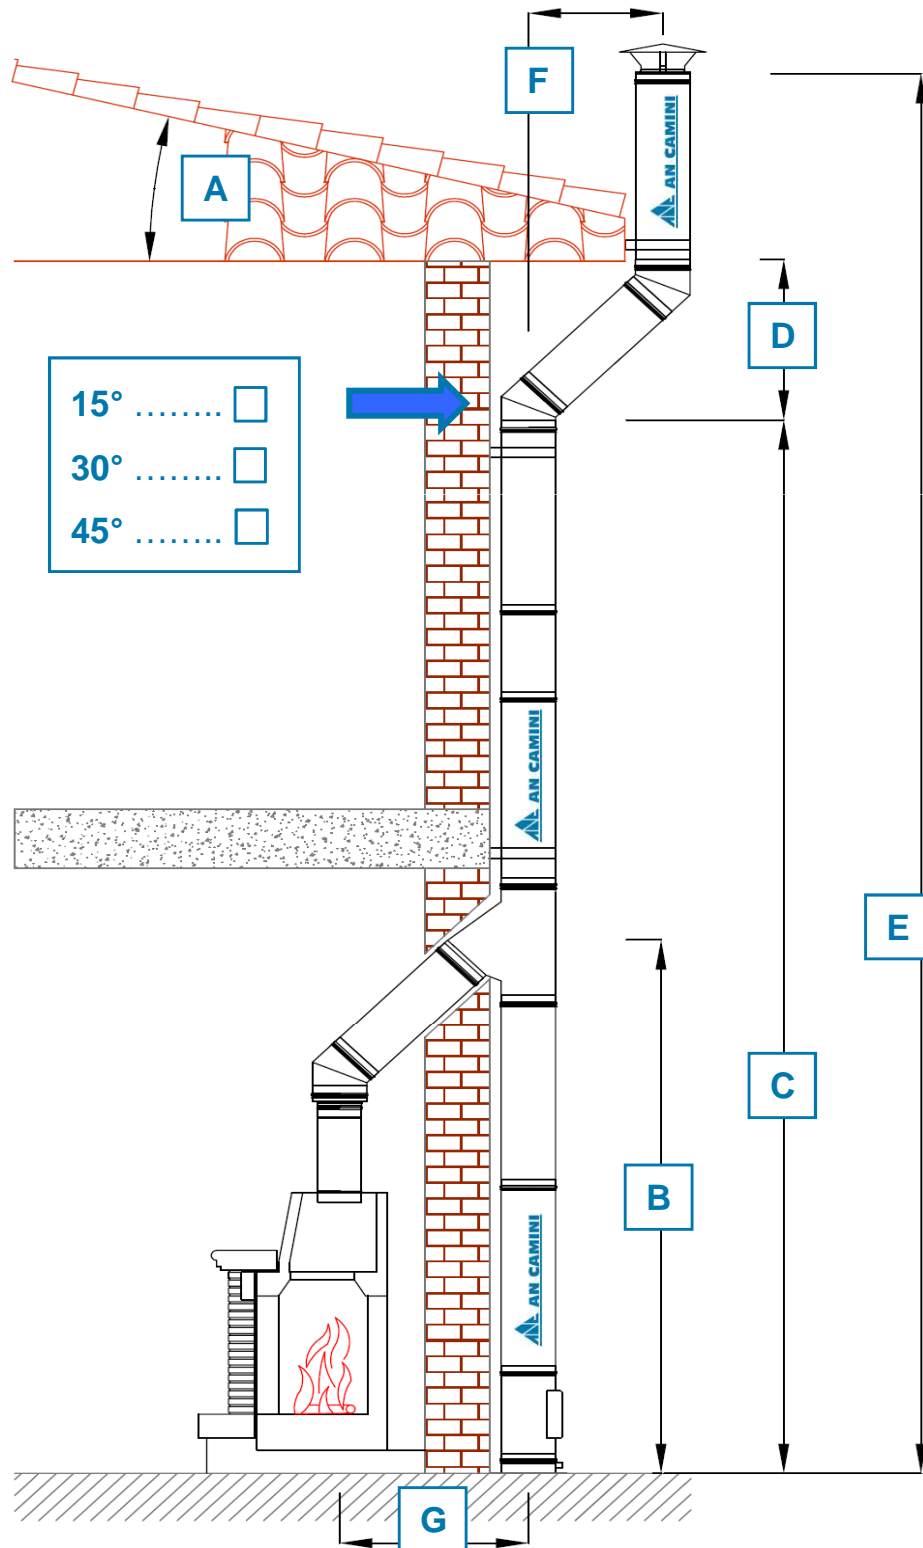 F
AN CAMINI
A
D
15° ........
30° ........
45° ........
AN CAMINI
E
C
B
AN CAMINI
G